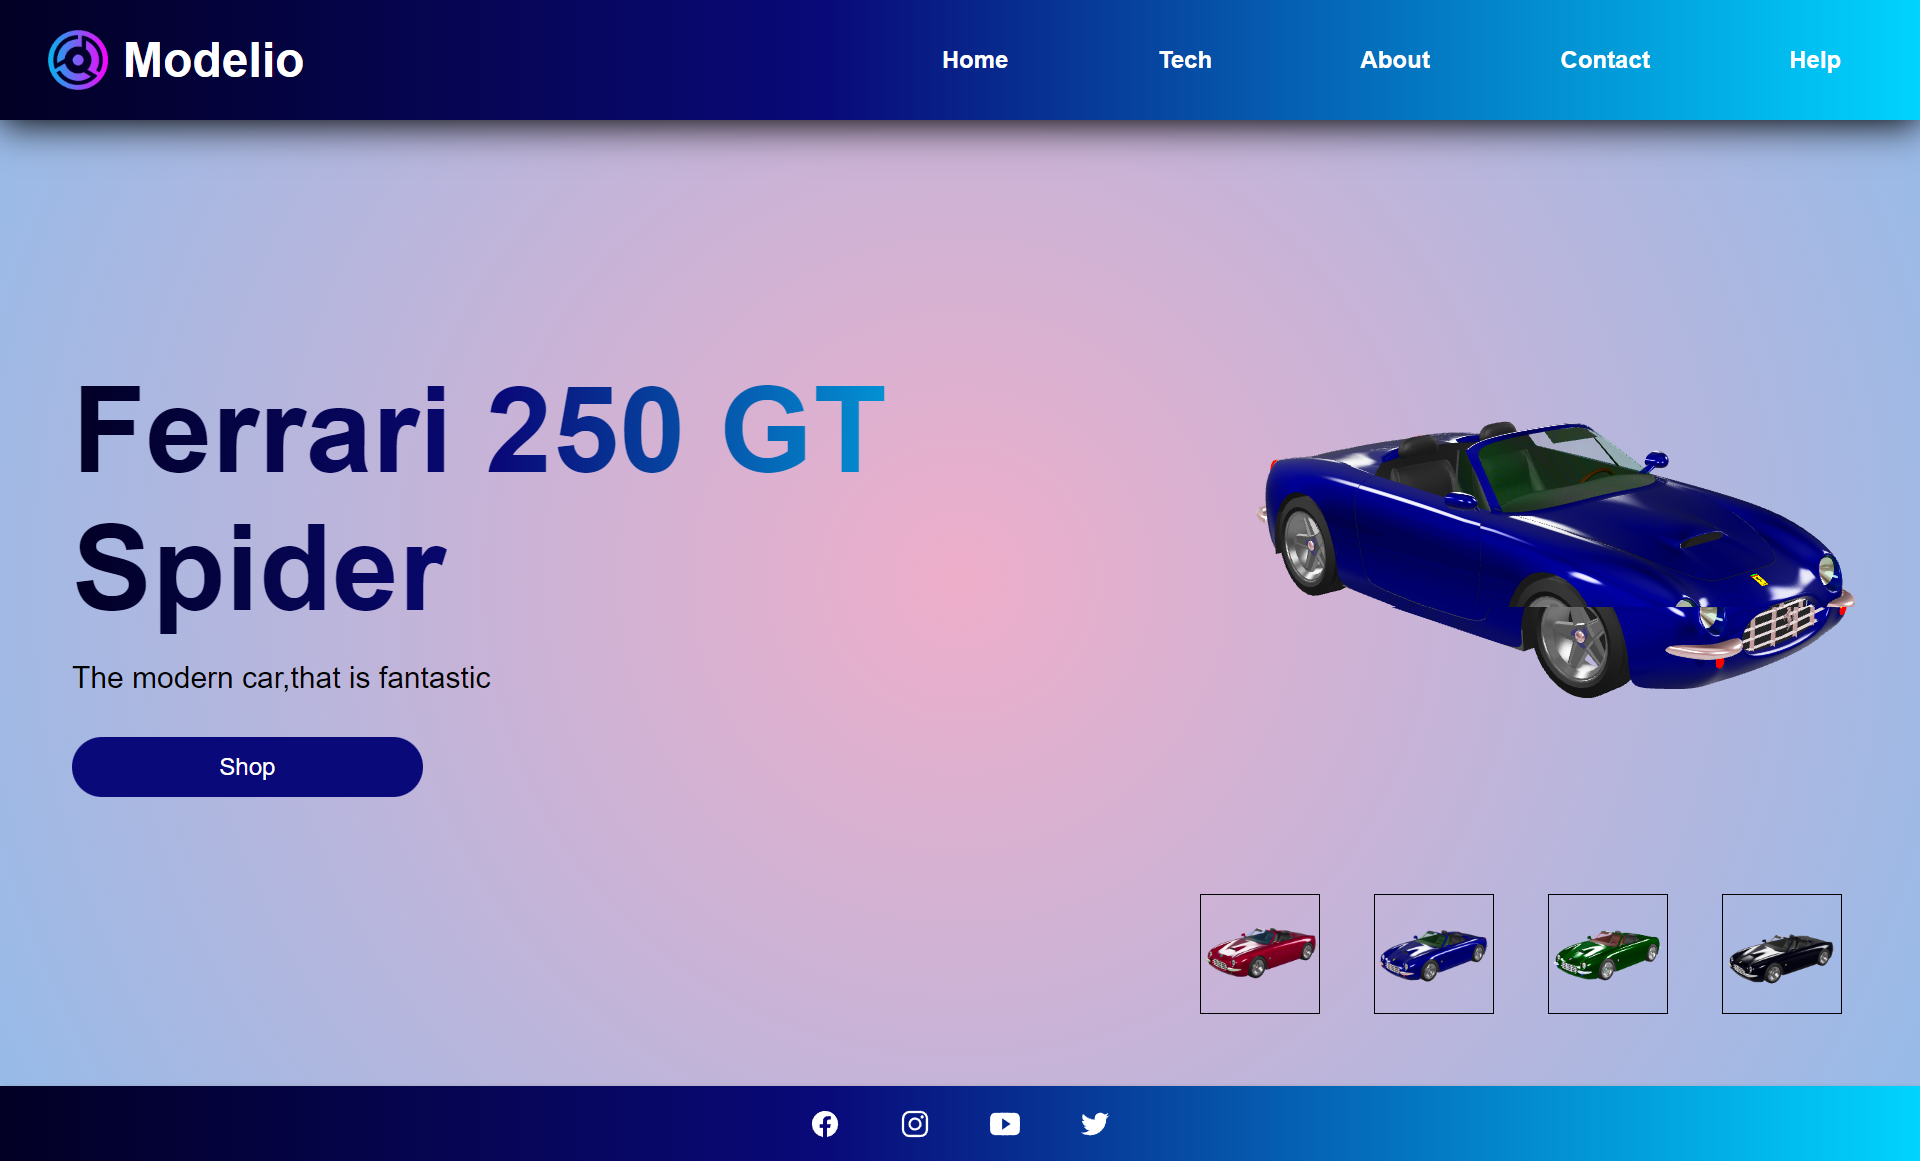 Modelio
Home
Tech
About
Contact
Help
Ferrari 250 GT
Spider
The modern car,that is fantastic
Shop